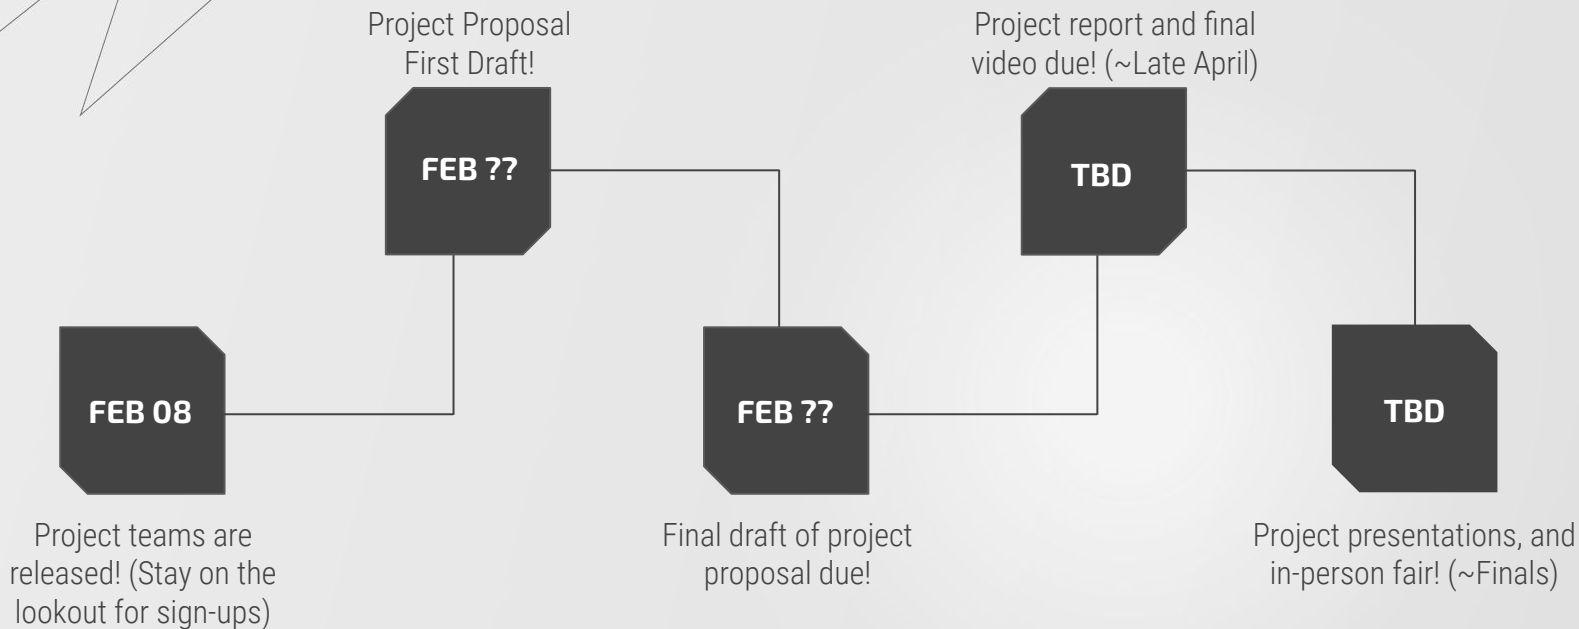 Project Proposal
First Draft!
FEB ??
Project report and final
video due! (~Late April)
TBD
FEB 08
Project teams are
released! (Stay on the
lookout for sign-ups)
FEB ??
Final draft of project
proposal due!
TBD
Project presentations, and
in-person fair! (~Finals)